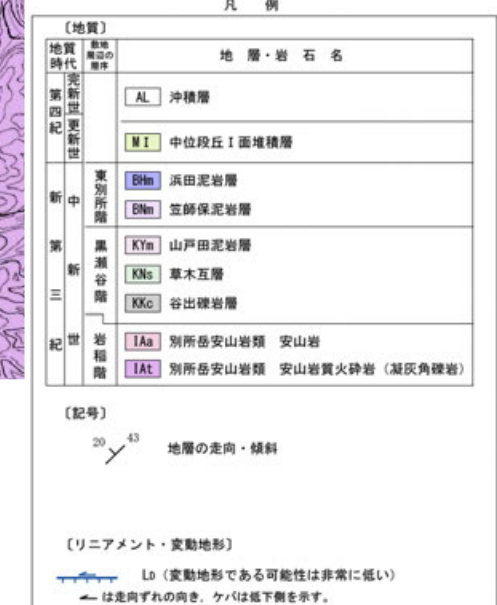 凡 例
〔地質〕
地質時代 敷地周辺の層序 地層・岩石名
第四紀 完新世 AL 沖積層
更新世 MI 中位段丘Ⅰ面堆積層
新第三紀 中新世 東別所階 BHm 浜田泥岩層
BNm 笠師保泥岩層
黒瀬谷階 KYm 山戸田泥岩層
KNs 草木互層
KKc 谷出礫岩層
岩稲階 IAa 別所岳安山岩類 安山岩
IAt 別所岳安山岩類 安山岩質火砕岩（凝灰角礫岩）
〔記号〕
20 43 地層の走向・傾斜
〔リニアメント・変動地形〕
LD（変動地形である可能性は非常に低い）
は走向ずれの向き，ケバは低下側を示す。